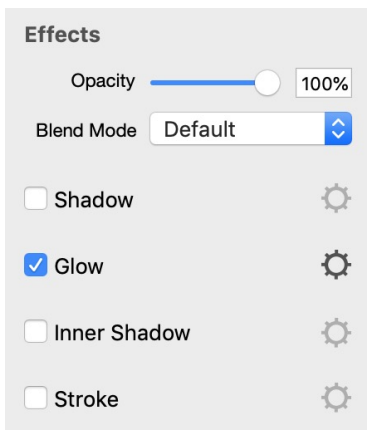 Effects
Opacity 100%
Blend Mode Default
Shadow
Glow
Inner Shadow
Stroke